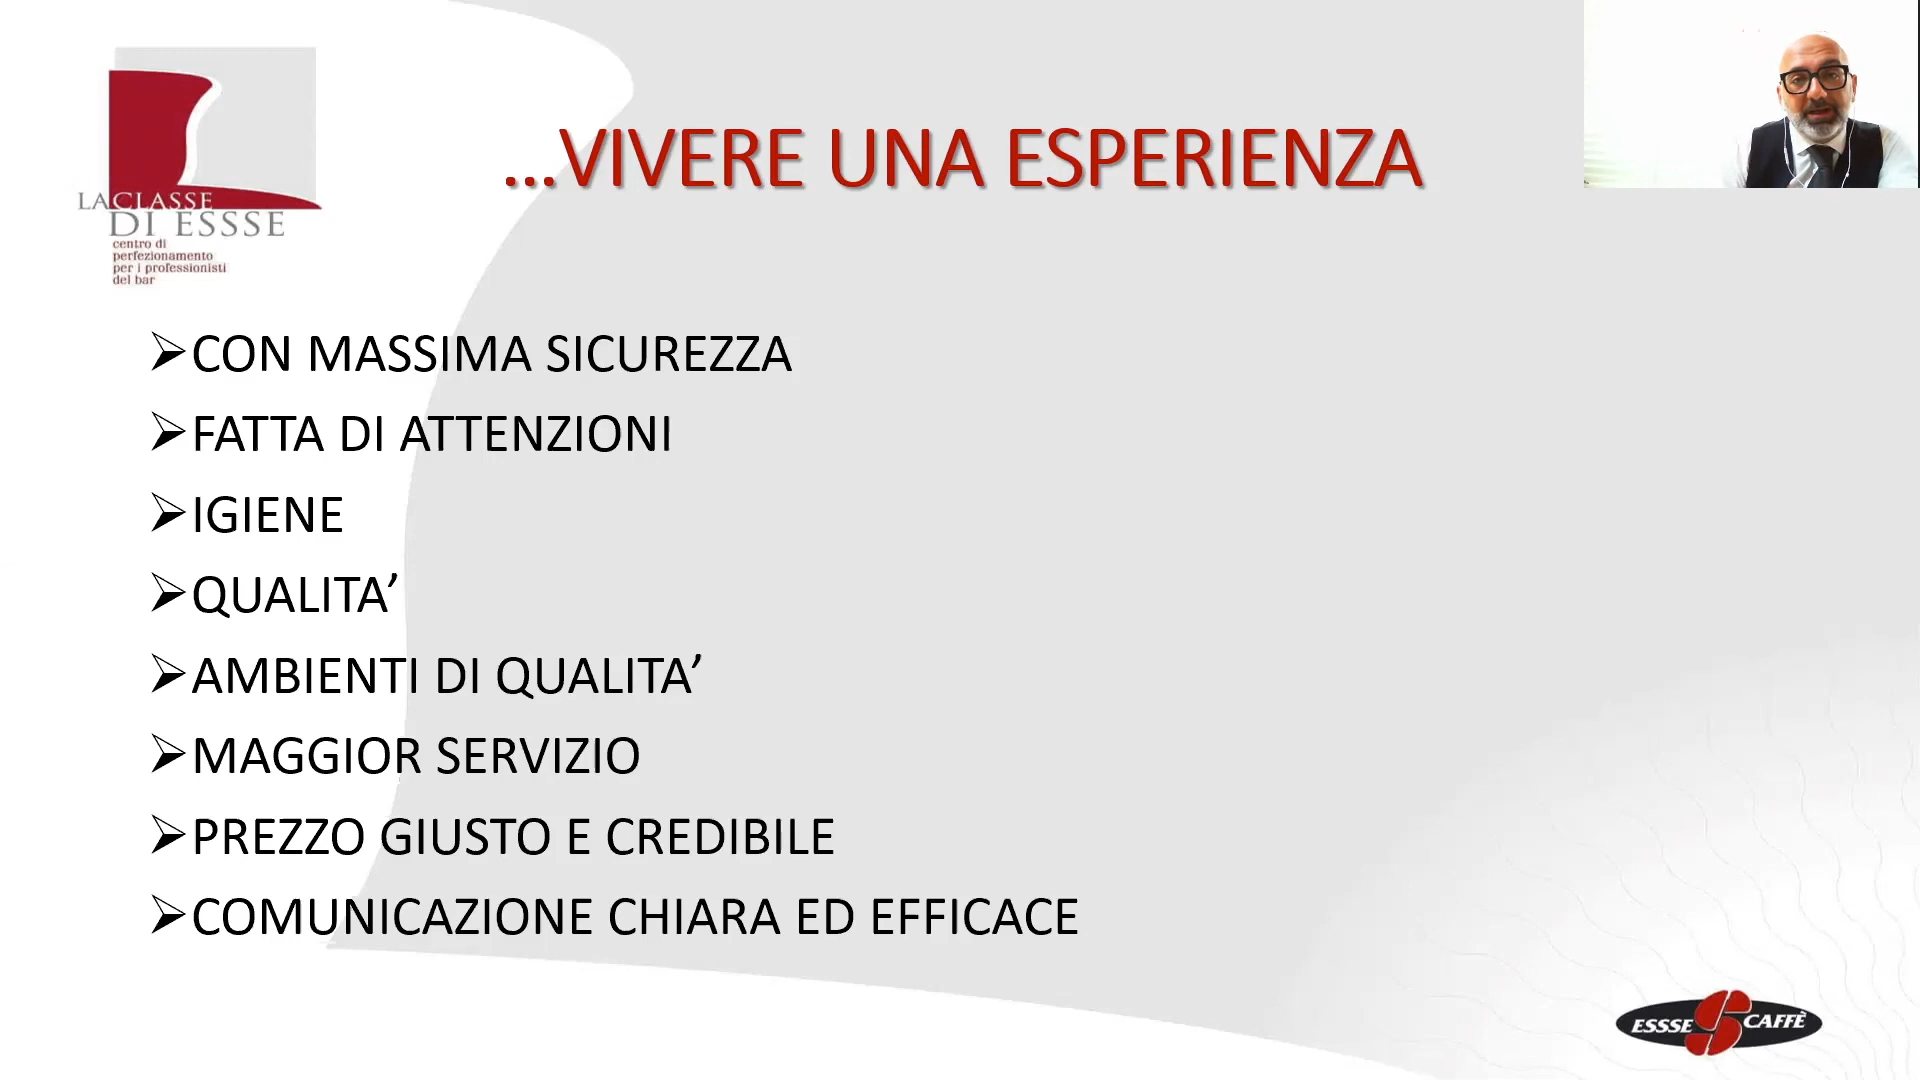 LA CLASSE
DI ESSSE
centro di
perfezionamento
per i professionisti
del bar
...VIVERE UNA ESPERIENZA
CON MASSIMA SICUREZZA
FATTA DI ATTENZIONI
IGIENE
QUALITA’
AMBIENTI DI QUALITA’
MAGGIOR SERVIZIO
PREZZO GIUSTO E CREDIBILE
COMUNICAZIONE CHIARA ED EFFICACE
ESSSE CAFFÈ